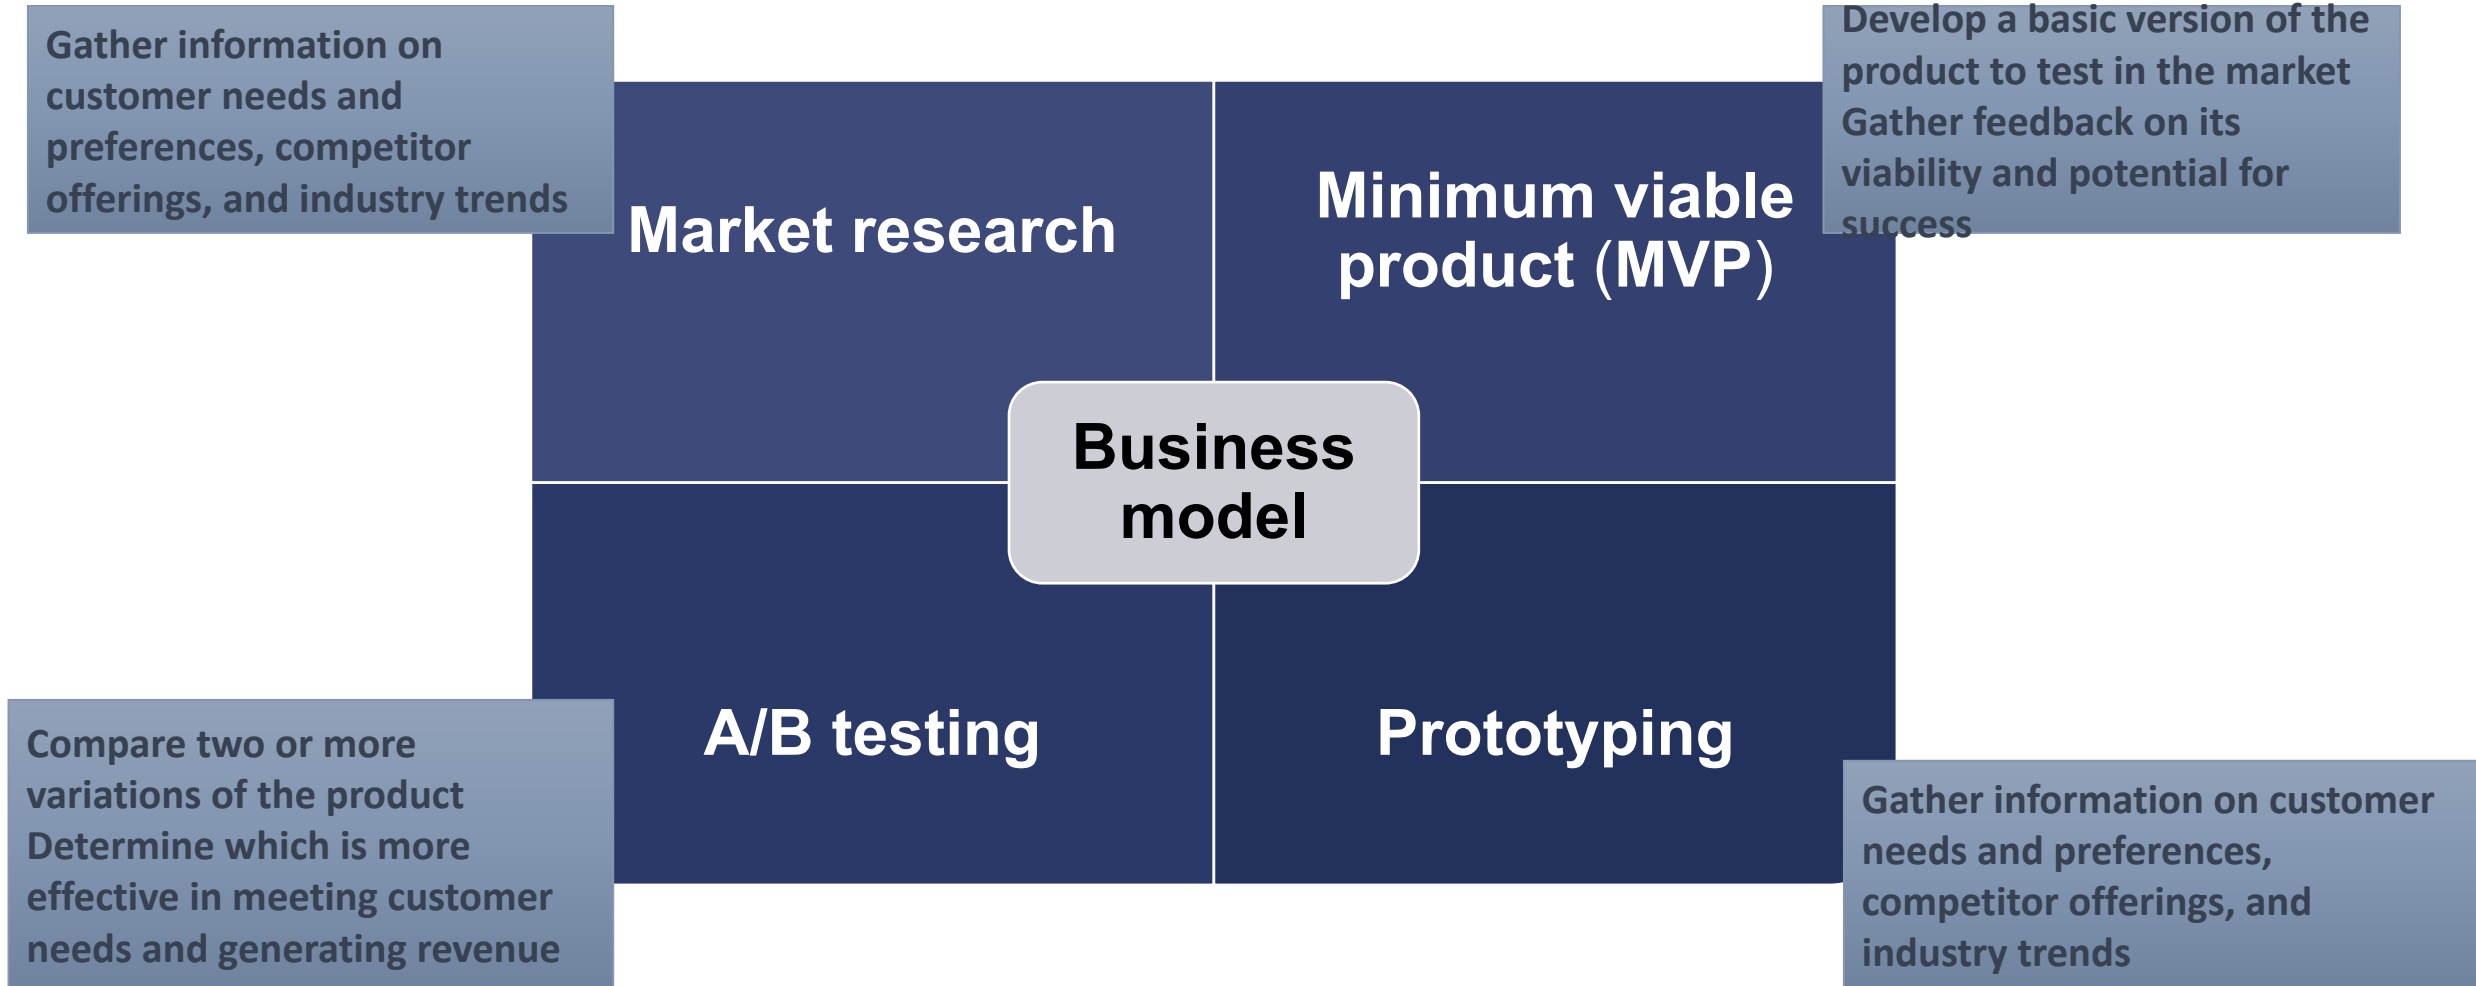 Gather information on
customer needs and
preferences, competitor
offerings, and industry trends
Develop a basic version of the
product to test in the market
Gather feedback on its
viability and potential for
success
Market research
Minimum viable
product (MVP)
Business
model
A/B testing
Prototyping
Compare two or more
variations of the product
Determine which is more
effective in meeting customer
needs and generating revenue
Gather information on customer
needs and preferences,
competitor offerings, and
industry trends